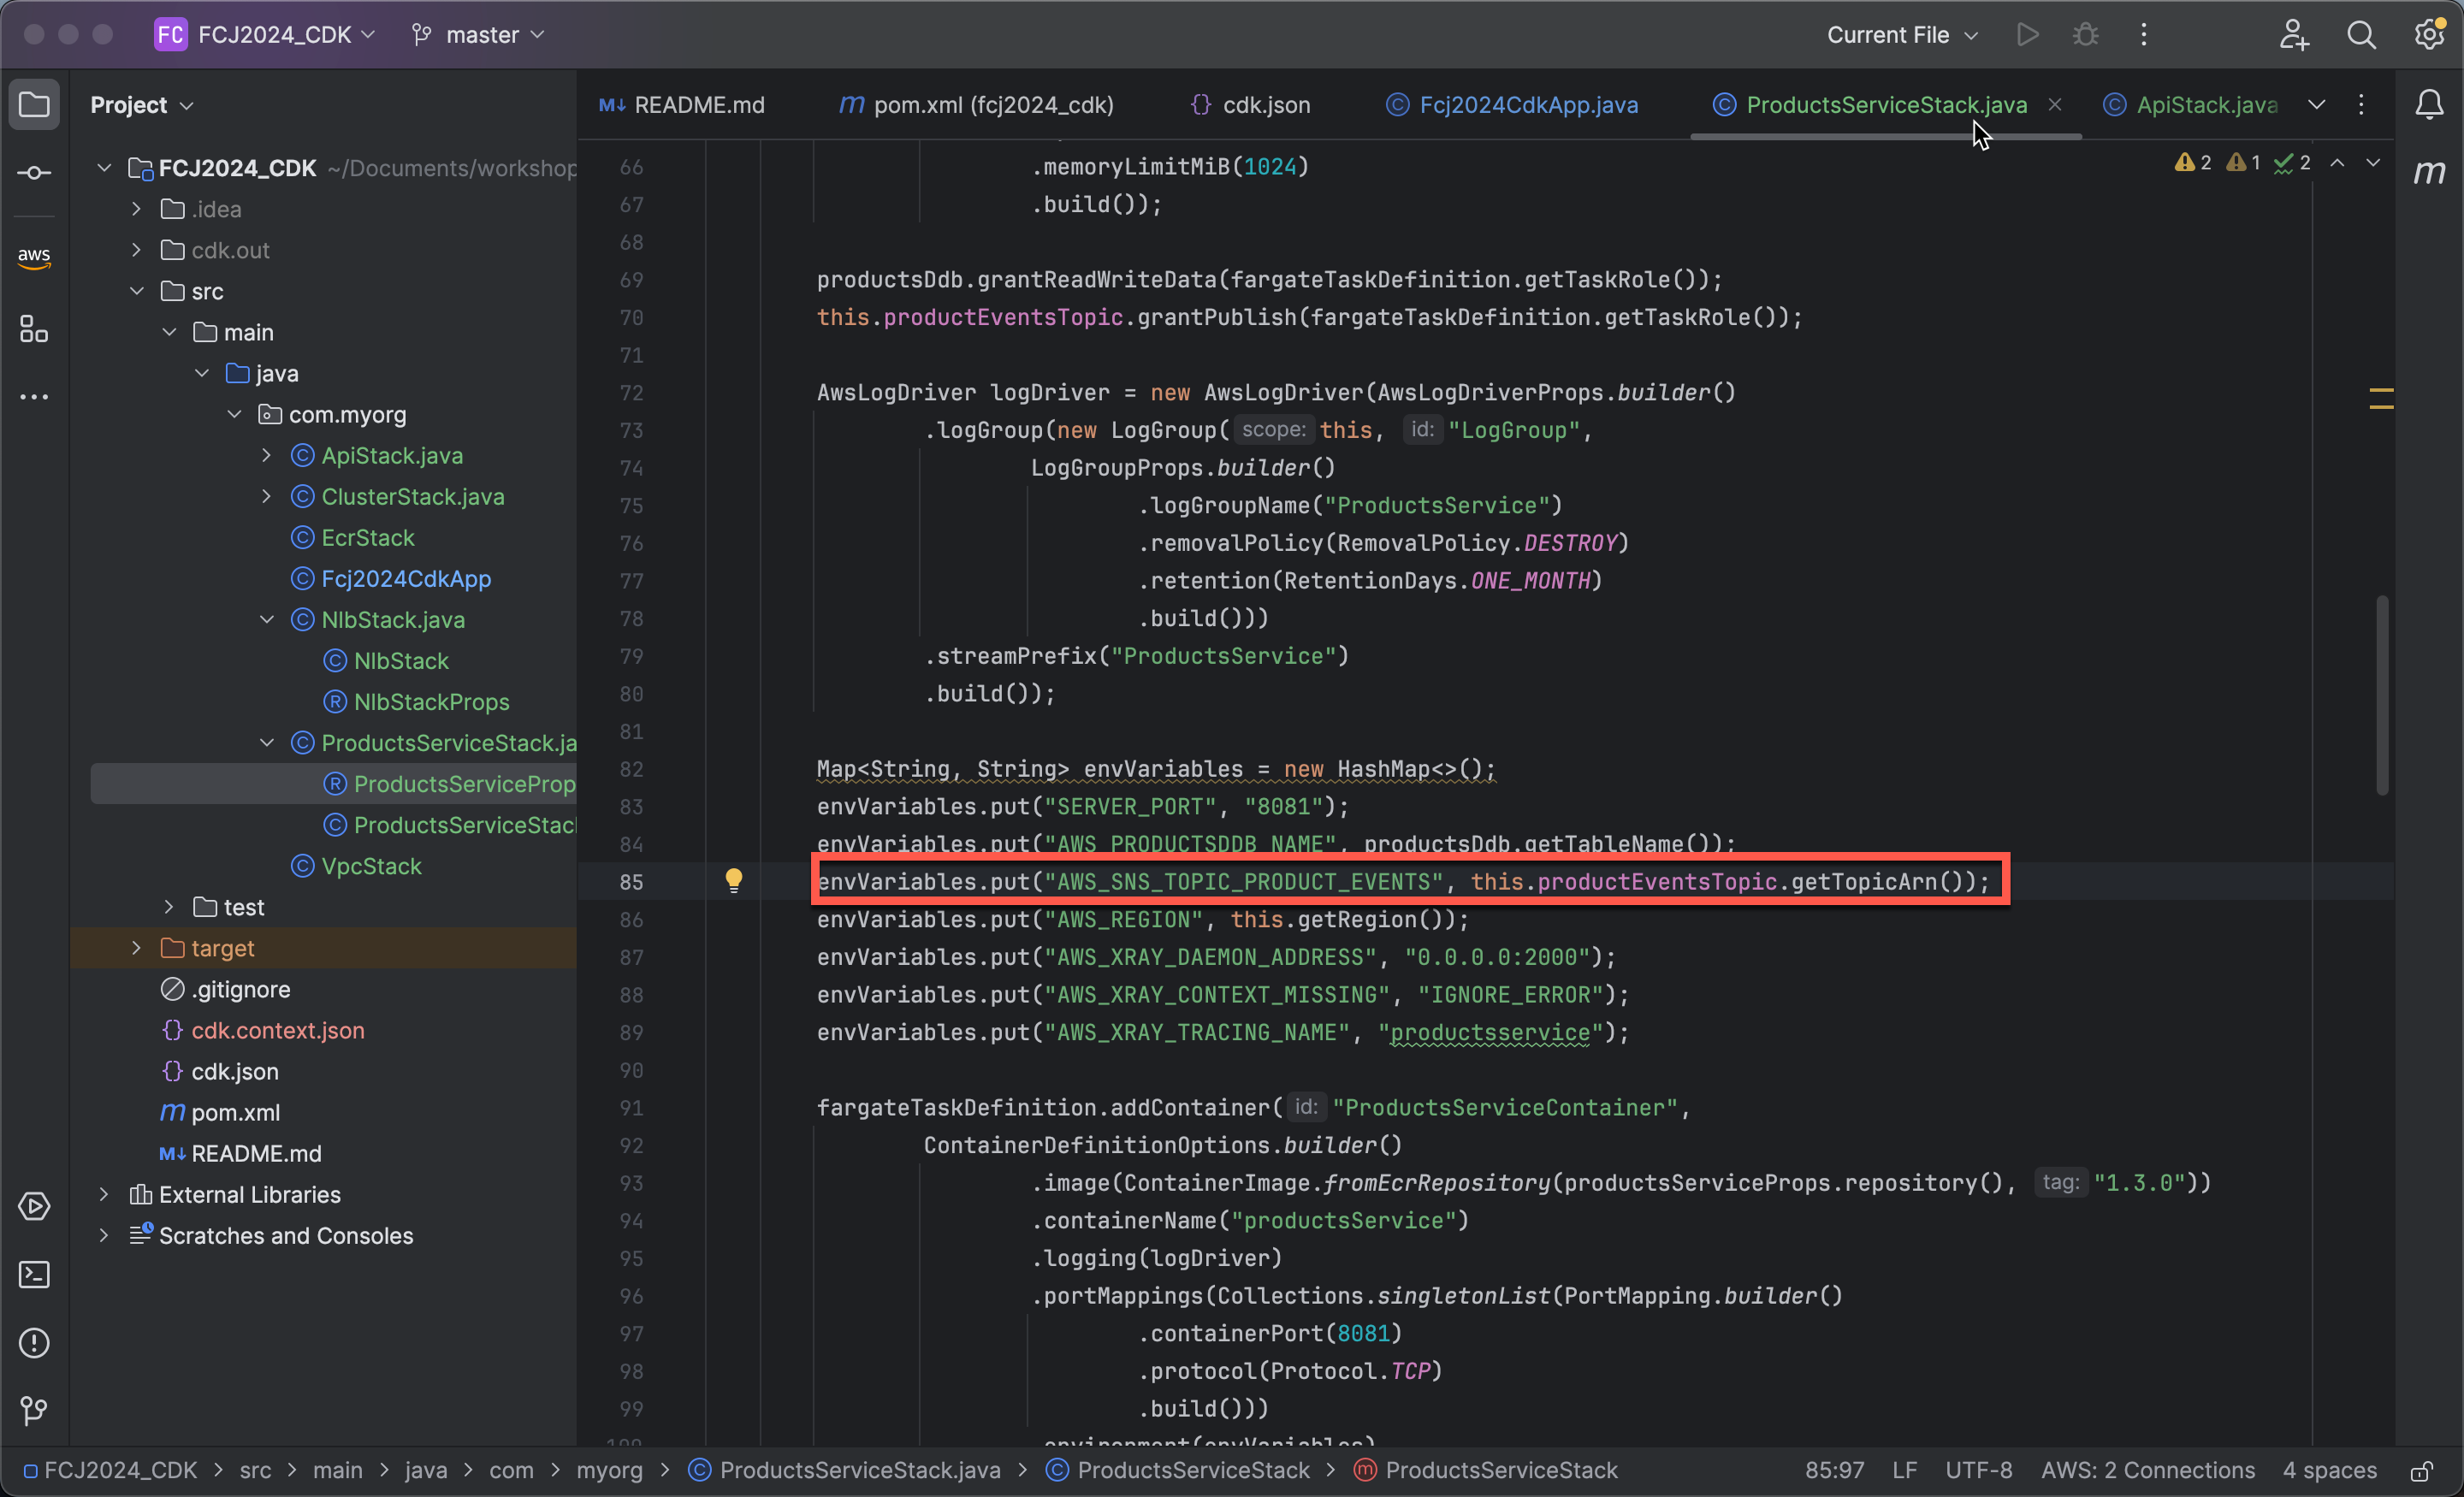 FC FCJ2024_CDK master Current File
Project
README.md pom.xml (fcj2024_cdk) cdk.json Fcj2024CdkApp.java ProductsServiceStack.java ApiStack.java
2 1 2
aws
FCJ2024_CDK ~/Documents/workshop
.idea
cdk.out
src
main
java
com.myorg
ApiStack.java
ClusterStack.java
EcrStack
Fcj2024CdkApp
NlbStack.java
NlbStack
NlbStackProps
ProductsServiceStack.ja
ProductsServiceProp
ProductsServiceStac
VpcStack
test
target
.gitignore
cdk.context.json
cdk.json
pom.xml
README.md
External Libraries
Scratches and Consoles
66 .memoryLimitMiB(1024)
67 .build());
68
69 productsDdb.grantReadWriteData(fargateTaskDefinition.getTaskRole());
70 this.productEventsTopic.grantPublish(fargateTaskDefinition.getTaskRole());
71
72 AwsLogDriver logDriver = new AwsLogDriver(AwsLogDriverProps.builder()
73 .logGroup(new LogGroup( scope: this, id: "LogGroup",
74 LogGroupProps.builder()
75 .logGroupName("ProductsService")
76 .removalPolicy(RemovalPolicy.DESTROY)
77 .retention(RetentionDays.ONE_MONTH)
78 .build()))
79 .streamPrefix("ProductsService")
80 .build());
81
82 Map<String, String> envVariables = new HashMap<>();
83 envVariables.put("SERVER_PORT", "8081");
84 envVariables.put("AWS_PRODUCTSDDB_NAME", productsDdb.getTableName());
85 envVariables.put("AWS_SNS_TOPIC_PRODUCT_EVENTS", this.productEventsTopic.getTopicArn());
86 envVariables.put("AWS_REGION", this.getRegion());
87 envVariables.put("AWS_XRAY_DAEMON_ADDRESS", "0.0.0.0:2000");
88 envVariables.put("AWS_XRAY_CONTEXT_MISSING", "IGNORE_ERROR");
89 envVariables.put("AWS_XRAY_TRACING_NAME", "productsservice");
90
91 fargateTaskDefinition.addContainer( id: "ProductsServiceContainer",
92 ContainerDefinitionOptions.builder()
93 .image(ContainerImage.fromEcrRepository(productsServiceProps.repository(), tag: "1.3.0"))
94 .containerName("productsService")
95 .logging(logDriver)
96 .portMappings(Collections.singletonList(PortMapping.builder()
97 .containerPort(8081)
98 .protocol(Protocol.TCP)
99 .build()))
100 .environment(envVariables)
FCJ2024_CDK > src > main > java > com > myorg > ProductsServiceStack.java > ProductsServiceStack > ProductsServiceStack 85:97 LF UTF-8 AWS: 2 Connections 4 spaces